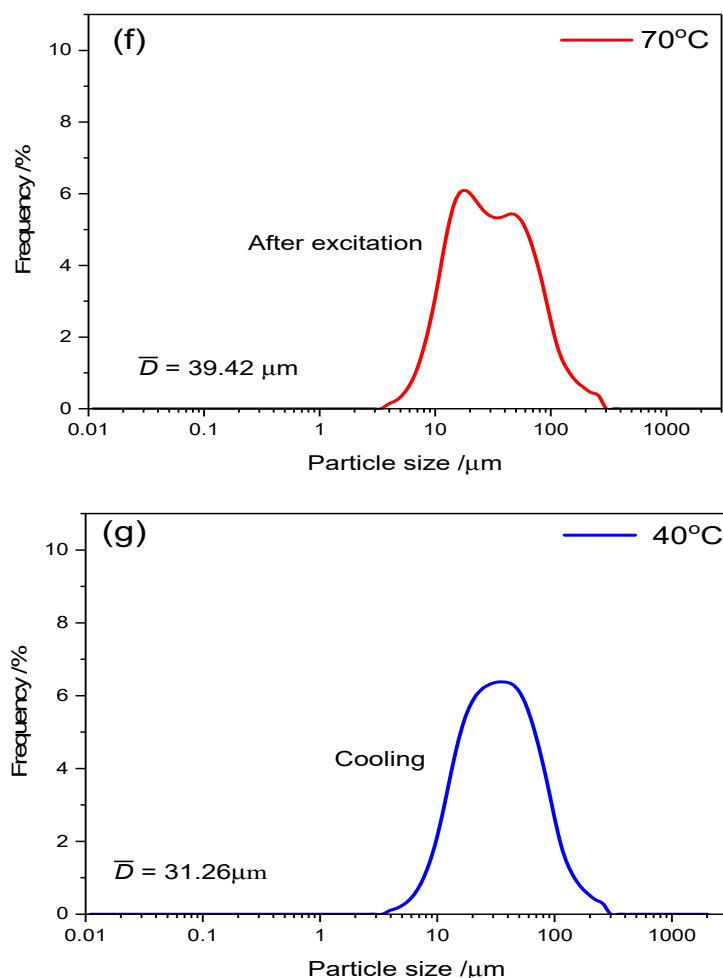 (f)
70°C
10
8
6
4
2
0
Frequency /%
After excitation
D̅ = 39.42 μm
0.01 0.1 1 10 100 1000
Particle size /μm
(g)
40°C
10
8
6
4
2
0
Frequency /%
Cooling
D̅ = 31.26μm
0.01 0.1 1 10 100 1000
Particle size /μm